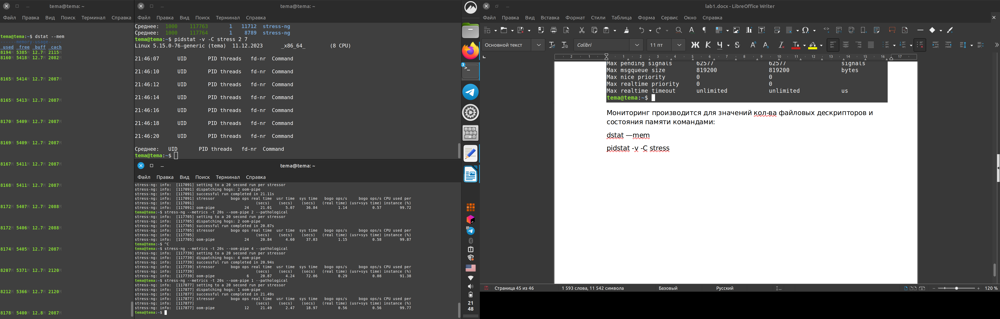 tema@tema: ~
Файл Правка Вид Поиск Терминал Справка
tema@tema:~$ dstat --mem
------memory-usage-----
used free buff cach
8194M 5385M 12.7M 2115M
8160M 5418M 12.7M 2082M
8165M 5414M 12.7M 2087M
8165M 5413M 12.7M 2087M
8170M 5409M 12.7M 2087M
8169M 5409M 12.7M 2087M
8167M 5411M 12.7M 2087M
8168M 5411M 12.7M 2087M
8172M 5407M 12.7M 2088M
8172M 5406M 12.7M 2088M
8174M 5405M 12.7M 2087M
8207M 5371M 12.7M 2120M
8212M 5366M 12.7M 2120M
8178M 5400M 12.8M 2087M
tema@tema: ~
Файл Правка Вид Поиск Терминал Справка
Среднее: 1000 117763 1 11712 stress-ng
Среднее: 1000 117764 1 8789 stress-ng
tema@tema:~$ pidstat -v -C stress 2 7
Linux 5.15.0-76-generic (tema) 11.12.2023 _x86_64_ (8 CPU)
21:46:07 UID PID threads fd-nr Command
21:46:10 UID PID threads fd-nr Command
21:46:12 UID PID threads fd-nr Command
21:46:14 UID PID threads fd-nr Command
21:46:16 UID PID threads fd-nr Command
21:46:18 UID PID threads fd-nr Command
21:46:20 UID PID threads fd-nr Command
Среднее: UID PID threads fd-nr Command
tema@tema:~$
tema@tema: ~
Файл Правка Вид Поиск Терминал Справка
stress-ng: info: [117091] setting to a 20 second run per stressor
stress-ng: info: [117091] dispatching hogs: 2 oom-pipe
stress-ng: info: [117091] successful run completed in 21.11s
stress-ng: info: [117091] stressor bogo ops real time usr time sys time bogo ops/s bogo ops/s CPU used per
stress-ng: info: [117091] (secs) (secs) (secs) (real time) (usr+sys time) instance (%)
stress-ng: info: [117091] oom-pipe 24 21.01 5.07 36.84 1.14 0.57 99.72
tema@tema:~$ stress-ng --metrics -t 20s --oom-pipe 2 --pathological
stress-ng: info: [117705] setting to a 20 second run per stressor
stress-ng: info: [117705] dispatching hogs: 2 oom-pipe
stress-ng: info: [117705] successful run completed in 20.87s
stress-ng: info: [117705] stressor bogo ops real time usr time sys time bogo ops/s bogo ops/s CPU used per
stress-ng: info: [117705] (secs) (secs) (secs) (real time) (usr+sys time) instance (%)
stress-ng: info: [117705] oom-pipe 24 20.84 4.60 37.03 1.15 0.58 99.87
tema@tema:~$ ^C
tema@tema:~$ stress-ng --metrics -t 20s --oom-pipe 4 --pathological
stress-ng: info: [117739] setting to a 20 second run per stressor
stress-ng: info: [117739] dispatching hogs: 4 oom-pipe
stress-ng: info: [117739] successful run completed in 20.94s
stress-ng: info: [117739] stressor bogo ops real time usr time sys time bogo ops/s bogo ops/s CPU used per
stress-ng: info: [117739] (secs) (secs) (secs) (real time) (usr+sys time) instance (%)
stress-ng: info: [117739] oom-pipe 6 20.87 4.24 72.06 0.29 0.08 91.38
tema@tema:~$ stress-ng --metrics -t 20s --oom-pipe 1 --pathological
stress-ng: info: [117877] setting to a 20 second run per stressor
stress-ng: info: [117877] dispatching hogs: 1 oom-pipe
stress-ng: info: [117877] successful run completed in 21.49s
stress-ng: info: [117877] stressor bogo ops real time usr time sys time bogo ops/s bogo ops/s CPU used per
stress-ng: info: [117877] (secs) (secs) (secs) (real time) (usr+sys time) instance (%)
stress-ng: info: [117877] oom-pipe 12 21.49 2.47 18.97 0.56 0.56 99.77
tema@tema:~$
3
21
48
lab1.docx - LibreOffice Writer
Файл Правка Вид Вставка Формат Стили Таблица Форма Сервис Окно Справка
Основной текст Calibri 11 пт Ж К Ч S
2 1 1 2 3 4 5 6 7 8 9 10 11 12 13 14 15 16 17
Max pending signals 62577 62577 signals
Max msgqueue size 819200 819200 bytes
Max nice priority 0 0
Max realtime priority 0 0
Max realtime timeout unlimited unlimited us
tema@tema:~$
Мониторинг производится для значений кол-ва файловых дескрипторов и
состояния памяти командами:
dstat —mem
pidstat -v -C stress
Страница 45 из 46 1 593 слова, 11 542 символа Базовый Русский 120 %